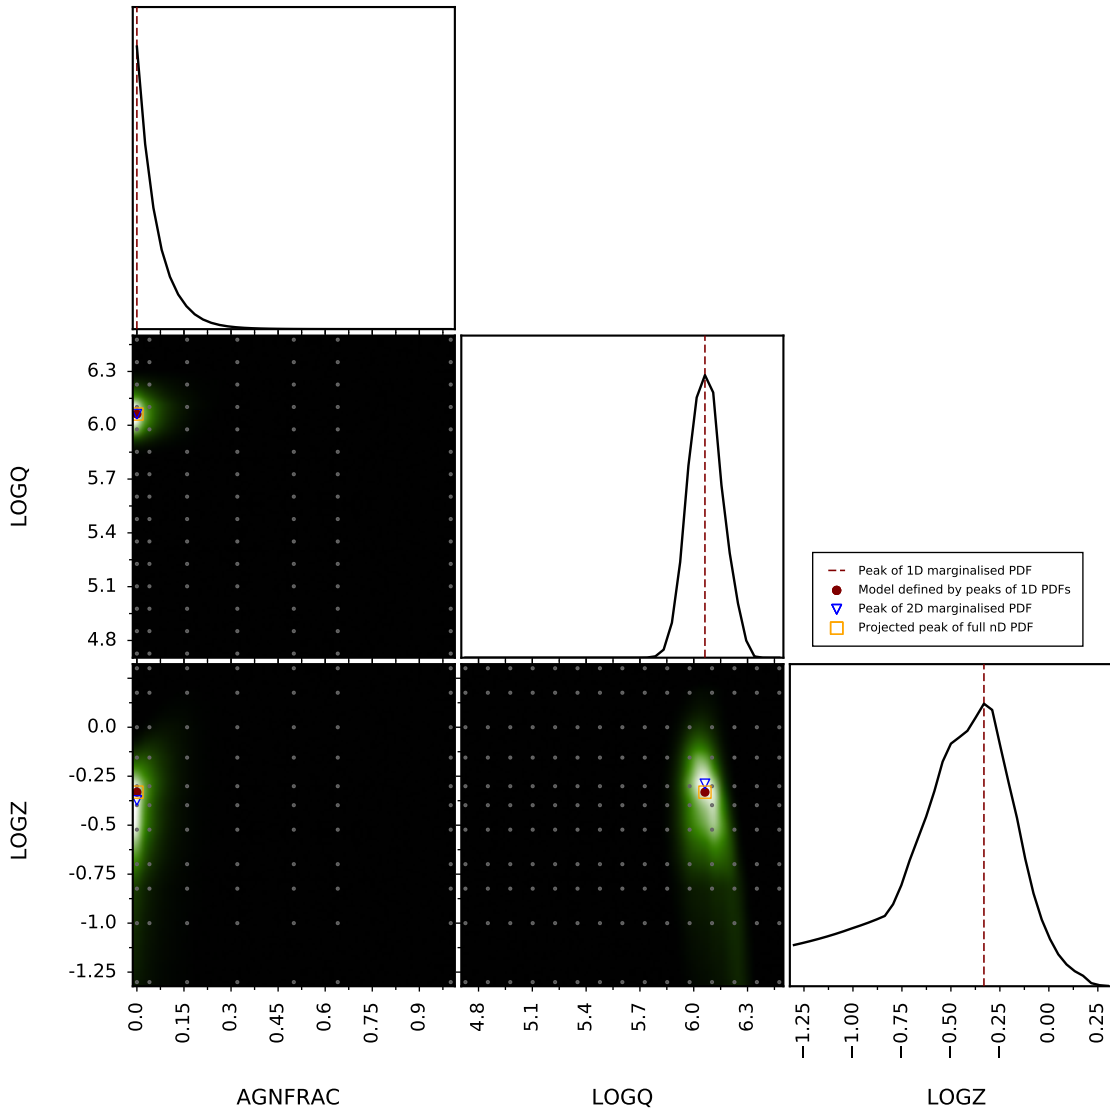 6.3
6.0
5.7
5.4
5.1
4.8
LOGQ
Peak of 1D marginalised PDF
Model defined by peaks of 1D PDFs
Peak of 2D marginalised PDF
Projected peak of full nD PDF
0.0
-0.25
-0.5
-0.75
-1.0
-1.25
LOGZ
0.0 0.15 0.3 0.45 0.6 0.75 0.9
4.8 5.1 5.4 5.7 6.0 6.3
−1.25 −1.00 −0.75 −0.50 −0.25 0.00 0.25
AGNFRAC LOGQ LOGZ